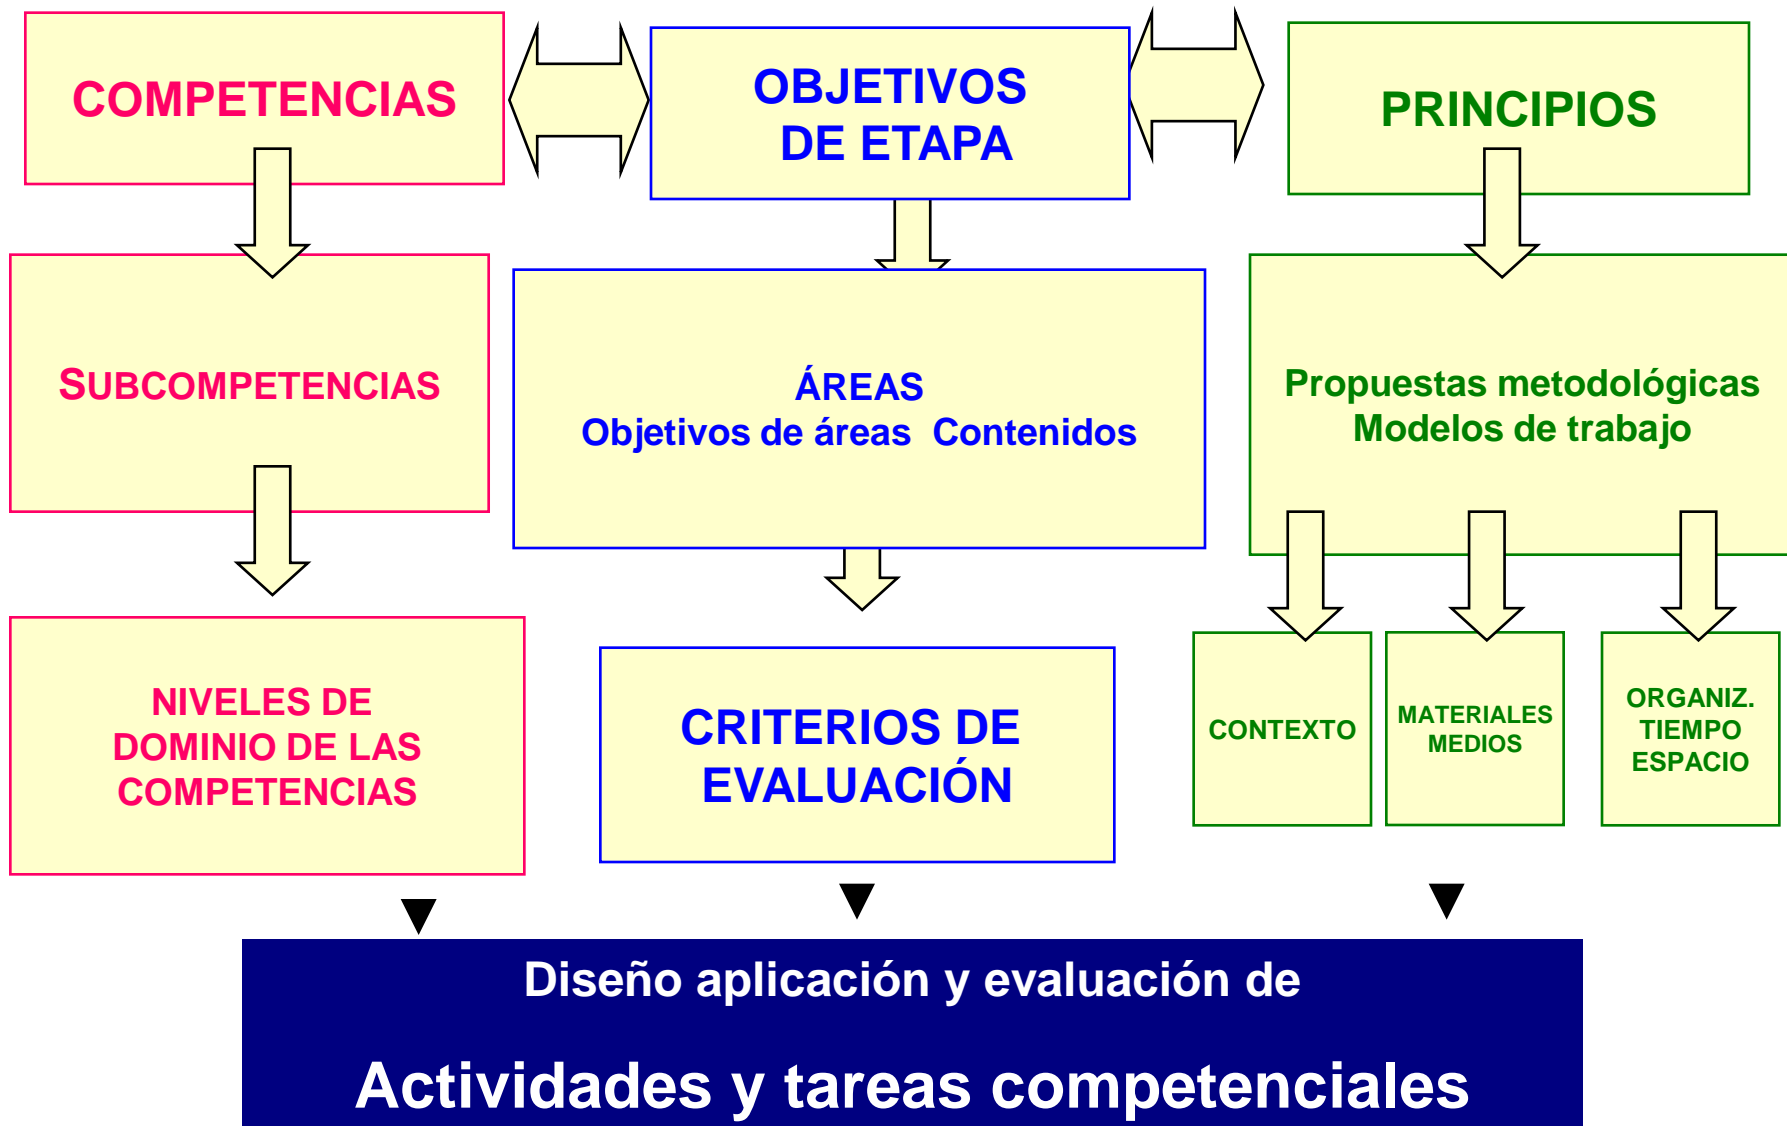 COMPETENCIAS
OBJETIVOS
DE ETAPA
PRINCIPIOS
SUBCOMPETENCIAS
ÁREAS
Objetivos de áreas  Contenidos
Propuestas metodológicas
Modelos de trabajo
NIVELES DE
DOMINIO DE LAS
COMPETENCIAS
CRITERIOS DE
EVALUACIÓN
CONTEXTO
MATERIALES
MEDIOS
ORGANIZ.
TIEMPO
ESPACIO
Diseño aplicación y evaluación de
Actividades y tareas competenciales